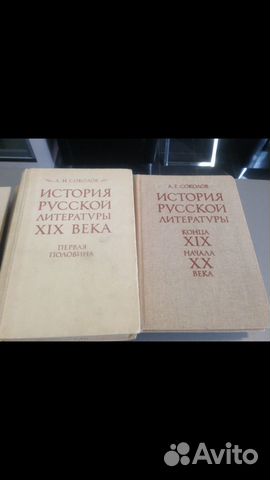 А. Н. СОКОЛОВ
ИСТОРИЯ
РУССКОЙ
ЛИТЕРАТУРЫ
XIX ВЕКА
ПЕРВАЯ
ПОЛОВИНА
А. Г. СОКОЛОВ
ИСТОРИЯ
РУССКОЙ
ЛИТЕРАТУРЫ
КОНЦА
XIX
НАЧАЛА
XX
ВЕКА
Avito